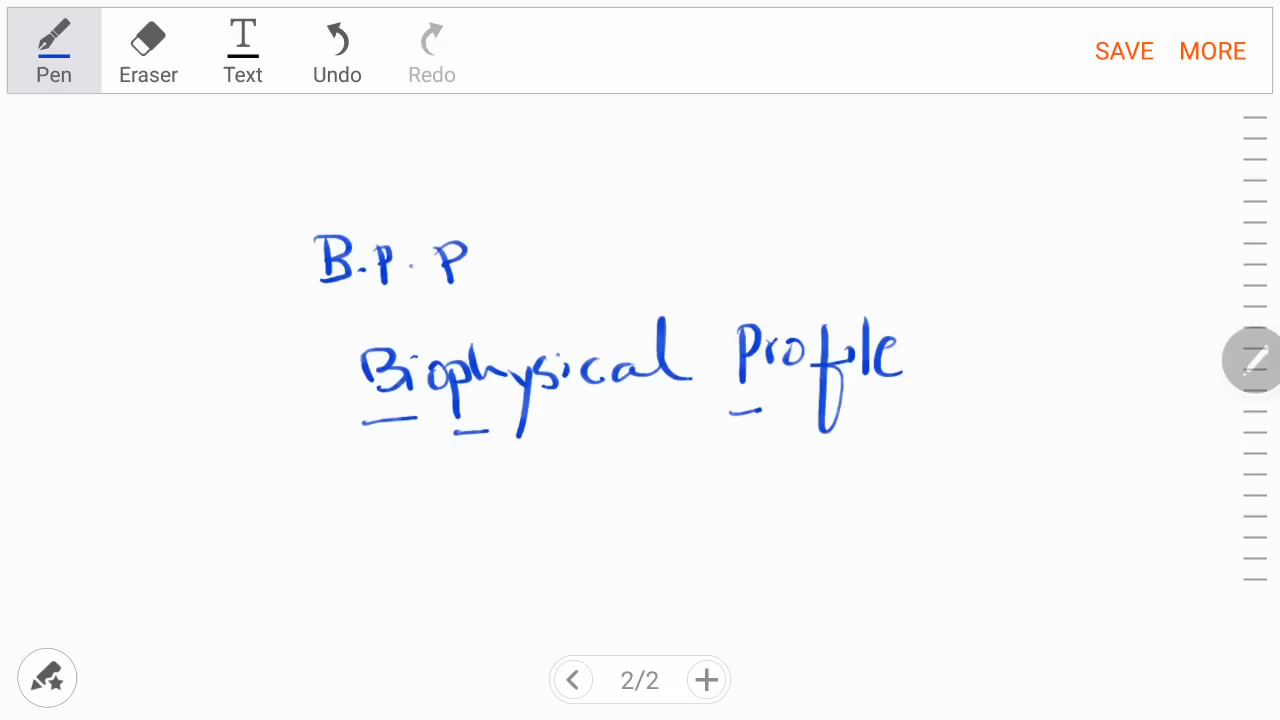 Pen Eraser Text Undo Redo SAVE MORE
B.P.P
Biophysical Profile
2/2